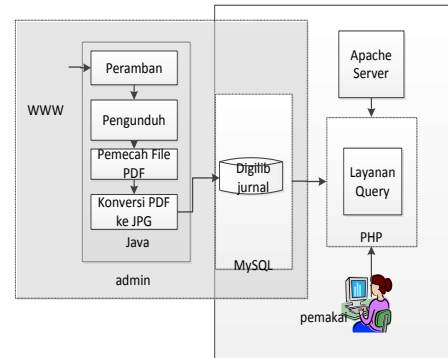 WWW
Peramban
Pengunduh
Pemecah File
PDF
Konversi PDF
ke JPG
Java
admin
Digilib
jurnal
MySQL
Apache
Server
Layanan
Query
PHP
pemakai